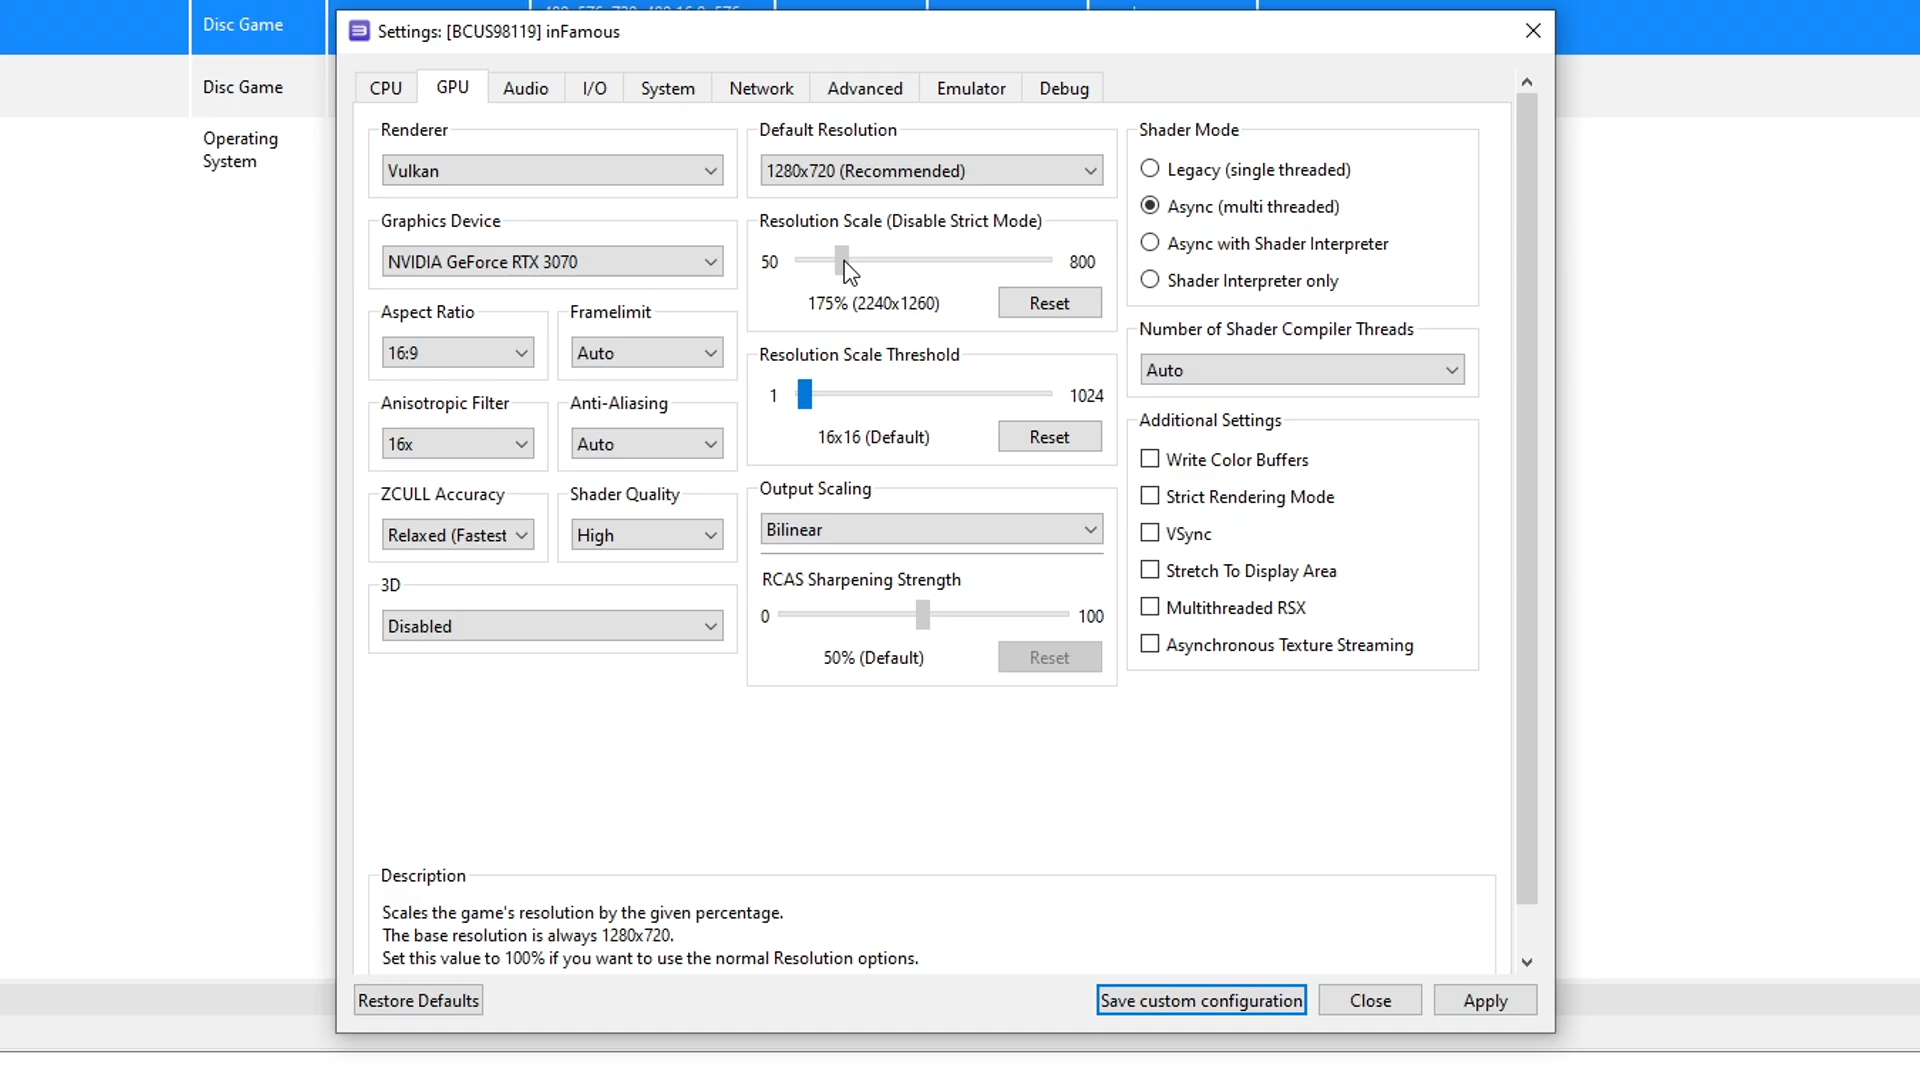 Disc Game
Disc Game
Operating
System
Settings: [BCUS98119] inFamous
CPU
GPU
Audio
I/O
System
Network
Advanced
Emulator
Debug
Renderer
Vulkan
Graphics Device
NVIDIA GeForce RTX 3070
Aspect Ratio
16:9
Framelimit
Auto
Anisotropic Filter
16x
Anti-Aliasing
Auto
ZCULL Accuracy
Relaxed (Fastest
Shader Quality
High
3D
Disabled
Default Resolution
1280x720 (Recommended)
Resolution Scale (Disable Strict Mode)
50
800
175% (2240x1260)
Reset
Resolution Scale Threshold
1
1024
16x16 (Default)
Reset
Output Scaling
Bilinear
RCAS Sharpening Strength
0
100
50% (Default)
Reset
Shader Mode
Legacy (single threaded)
Async (multi threaded)
Async with Shader Interpreter
Shader Interpreter only
Number of Shader Compiler Threads
Auto
Additional Settings
Write Color Buffers
Strict Rendering Mode
VSync
Stretch To Display Area
Multithreaded RSX
Asynchronous Texture Streaming
Description
Scales the game's resolution by the given percentage.
The base resolution is always 1280x720.
Set this value to 100% if you want to use the normal Resolution options.
Restore Defaults
Save custom configuration
Close
Apply